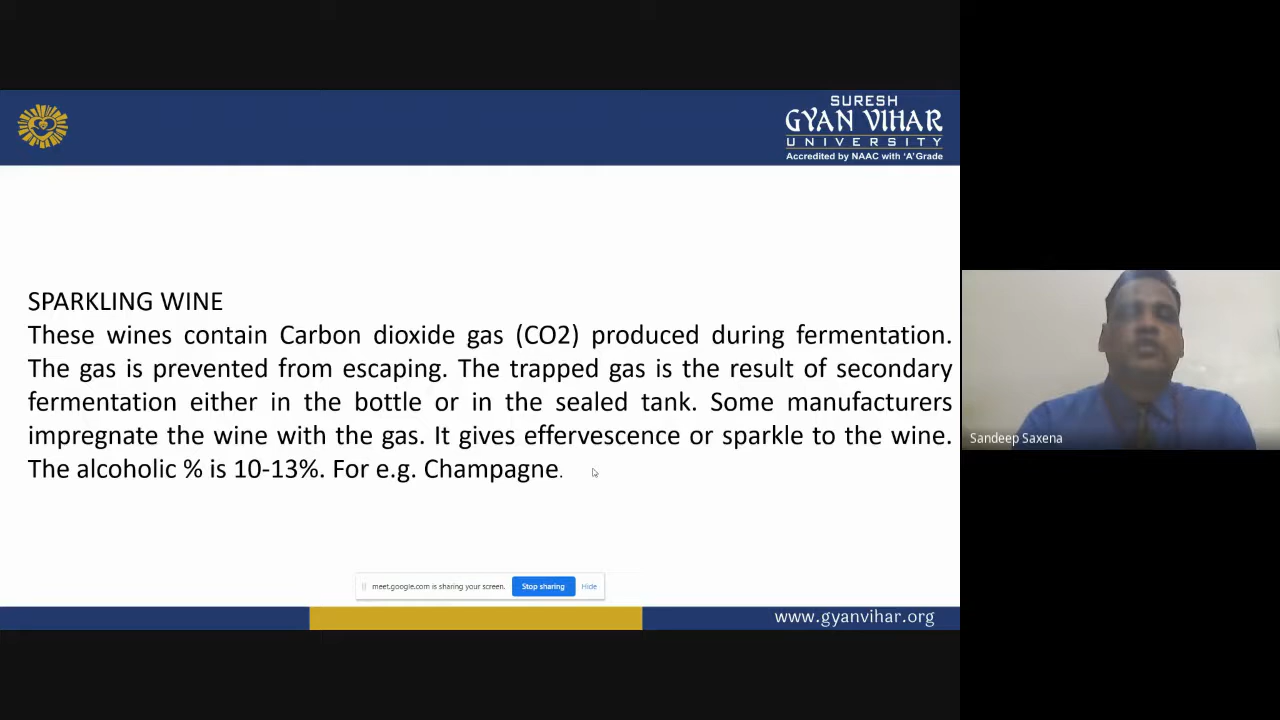 SURESH
GYAN VIHAR
UNIVERSITY
Accredited by NAAC with 'A' Grade
SPARKLING WINE
These wines contain Carbon dioxide gas (CO2) produced during fermentation.
The gas is prevented from escaping. The trapped gas is the result of secondary
fermentation either in the bottle or in the sealed tank. Some manufacturers
impregnate the wine with the gas. It gives effervescence or sparkle to the wine.
The alcoholic % is 10-13%. For e.g. Champagne.
Sandeep Saxena
meet.google.com is sharing your screen. Stop sharing Hide
www.gyanvihar.org